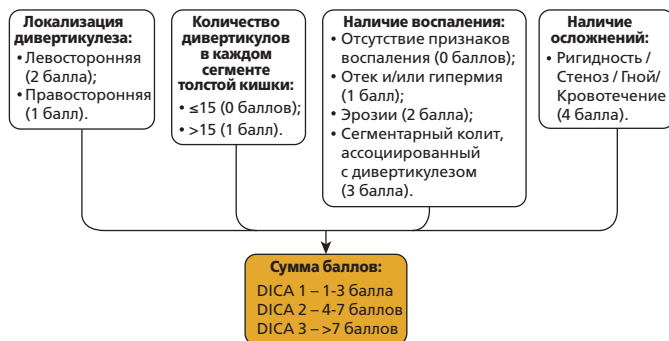 Локализация
дивертикулеза:
• Левосторонняя
(2 балла);
• Правосторонняя
(1 балл).
Количество
дивертикулов
в каждом
сегменте
толстой кишки:
• ≤15 (0 баллов);
• >15 (1 балл).
Наличие воспаления:
• Отсутствие признаков
воспаления (0 баллов);
• Отек и/или гипермия
(1 балл);
• Эрозии (2 балла);
• Сегментарный колит,
ассоциированный
с дивертикулезом
(3 балла).
Наличие
осложнений:
• Ригидность /
Стеноз / Гной/
Кровотечение
(4 балла).
Сумма баллов:
DICA 1 – 1-3 балла
DICA 2 – 4-7 баллов
DICA 3 – >7 баллов